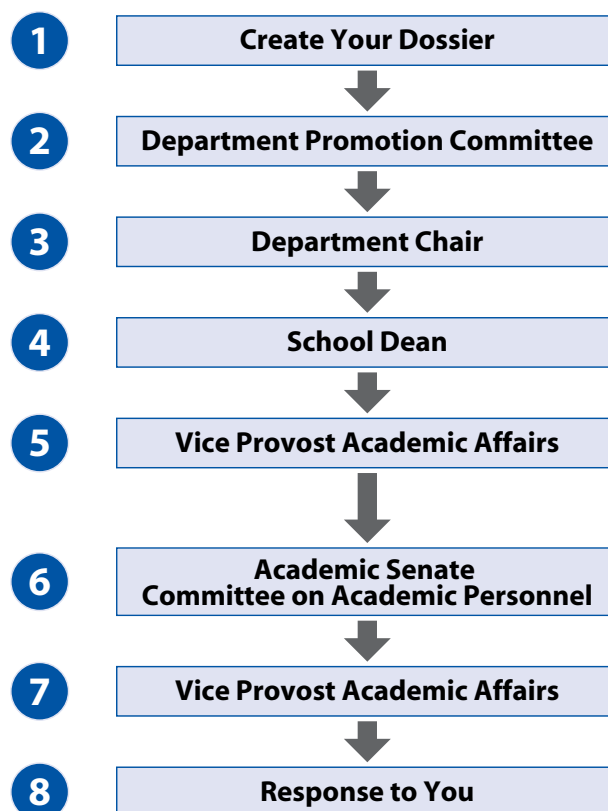 1
Create Your Dossier
2
Department Promotion Committee
3
Department Chair
4
School Dean
5
Vice Provost Academic Affairs
6
Academic Senate
Committee on Academic Personnel
7
Vice Provost Academic Affairs
8
Response to You